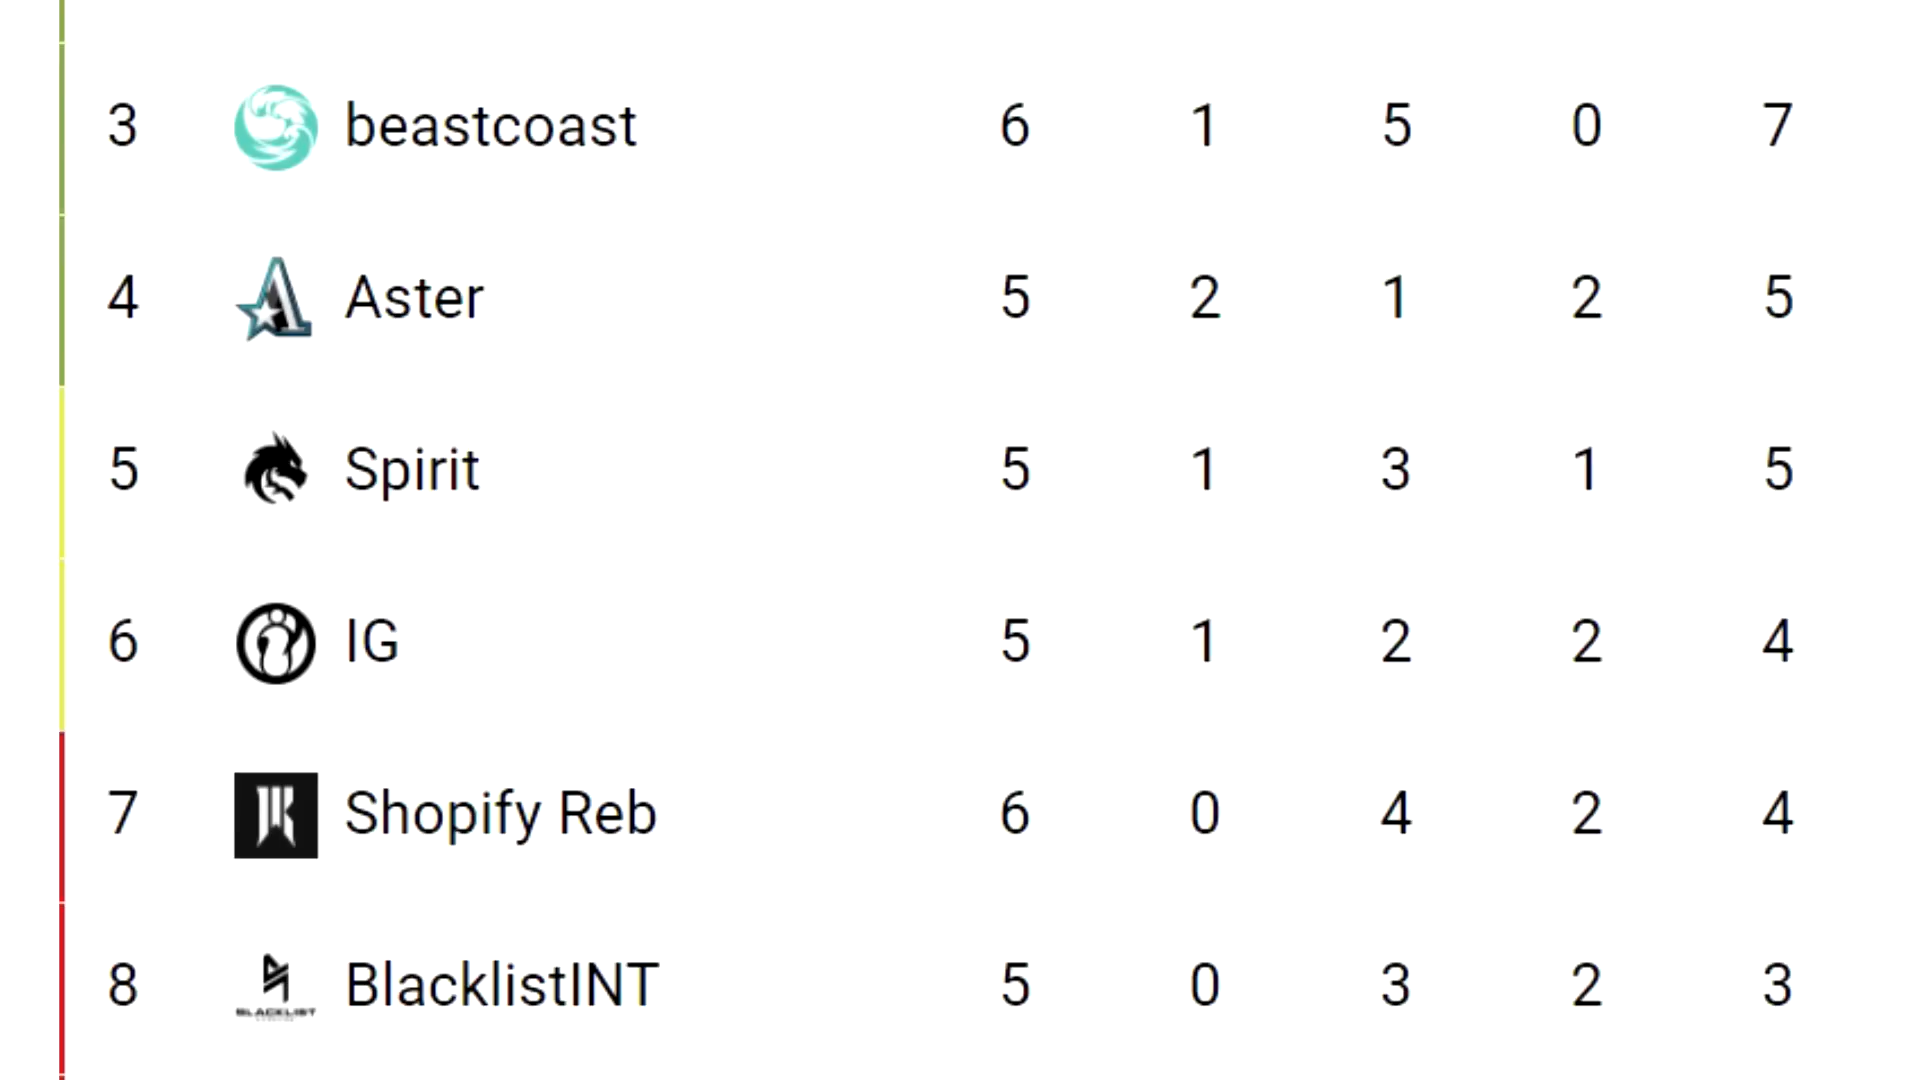 3 beastcoast 6 1 5 0 7
4 Aster 5 2 1 2 5
5 Spirit 5 1 3 1 5
6 IG 5 1 2 2 4
7 Shopify Reb 6 0 4 2 4
8 BlacklistINT 5 0 3 2 3
BLACKLIST